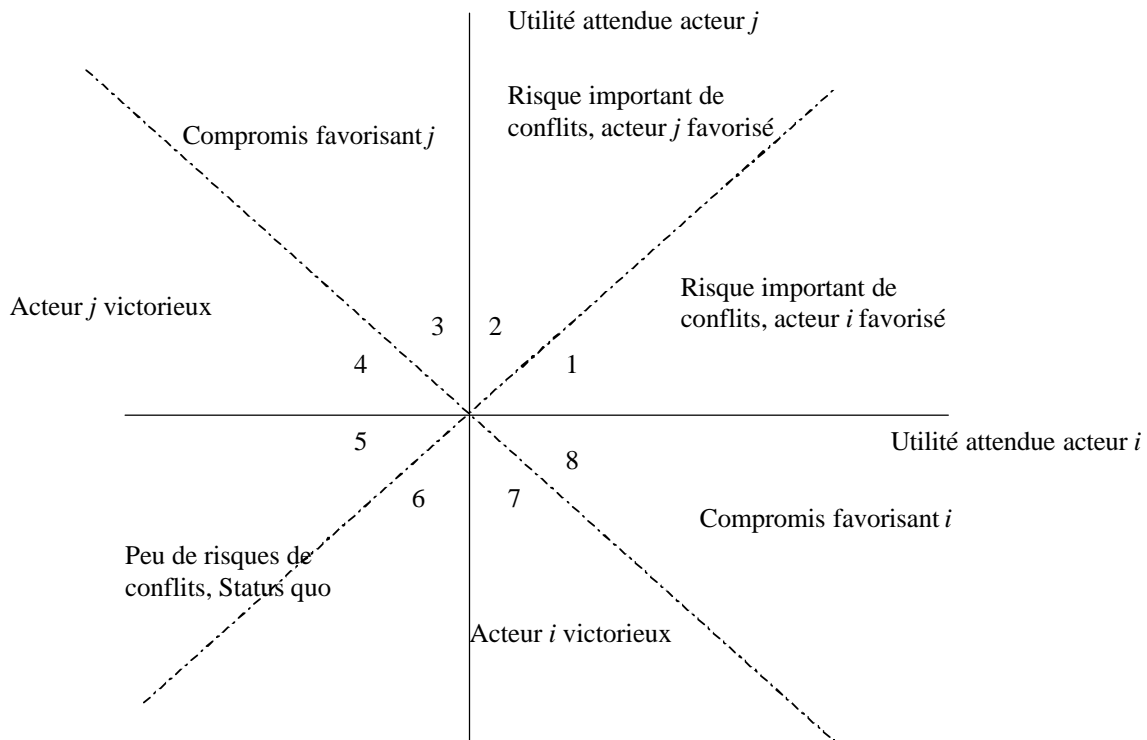 Utilité attendue acteur j
Risque important de
conflits, acteur j favorisé
Compromis favorisant j
Acteur j victorieux
Risque important de
conflits, acteur i favorisé
3
2
4
1
5
Utilité attendue acteur i
8
6
7
Compromis favorisant i
Peu de risques de
conflits, Status quo
Acteur i victorieux